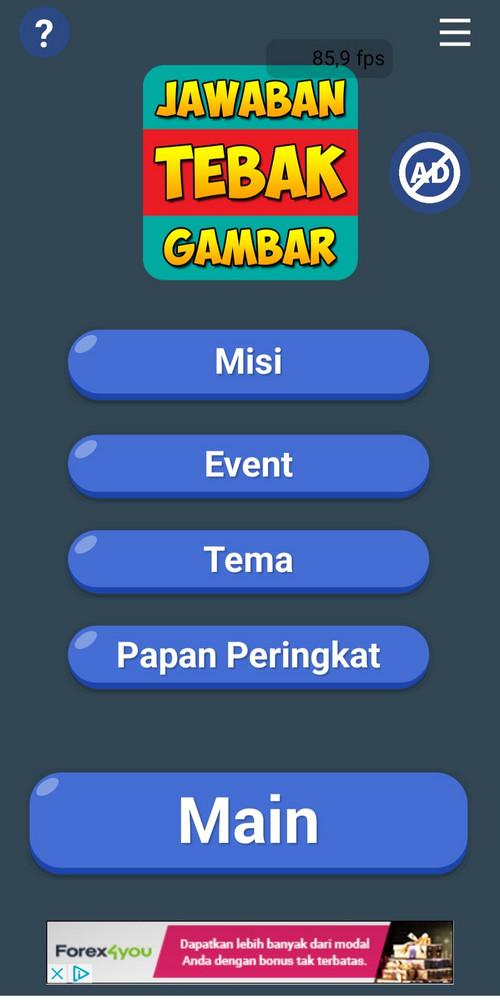 ?
85,9 fps
JAWABAN
TEBAK
GAMBAR
AD
Misi
Event
Tema
Papan Peringkat
Main
Forex4you
Dapatkan lebih banyak dari modal
Anda dengan bonus tak terbatas.